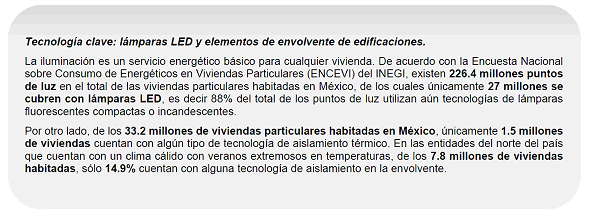 Tecnología clave: lámparas LED y elementos de envolvente de edificaciones.
La iluminación es un servicio energético básico para cualquier vivienda. De acuerdo con la Encuesta Nacional
sobre Consumo de Energéticos en Viviendas Particulares (ENCEVI) del INEGI, existen 226.4 millones puntos
de luz en el total de las viviendas particulares habitadas en México, de los cuales únicamente 27 millones se
cubren con lámparas LED, es decir 88% del total de los puntos de luz utilizan aún tecnologías de lámparas
fluorescentes compactas o incandescentes.
Por otro lado, de los 33.2 millones de viviendas particulares habitadas en México, únicamente 1.5 millones
de viviendas cuentan con algún tipo de tecnología de aislamiento térmico. En las entidades del norte del país
que cuentan con un clima cálido con veranos extremosos en temperaturas, de los 7.8 millones de viviendas
habitadas, sólo 14.9% cuentan con alguna tecnología de aislamiento en la envolvente.